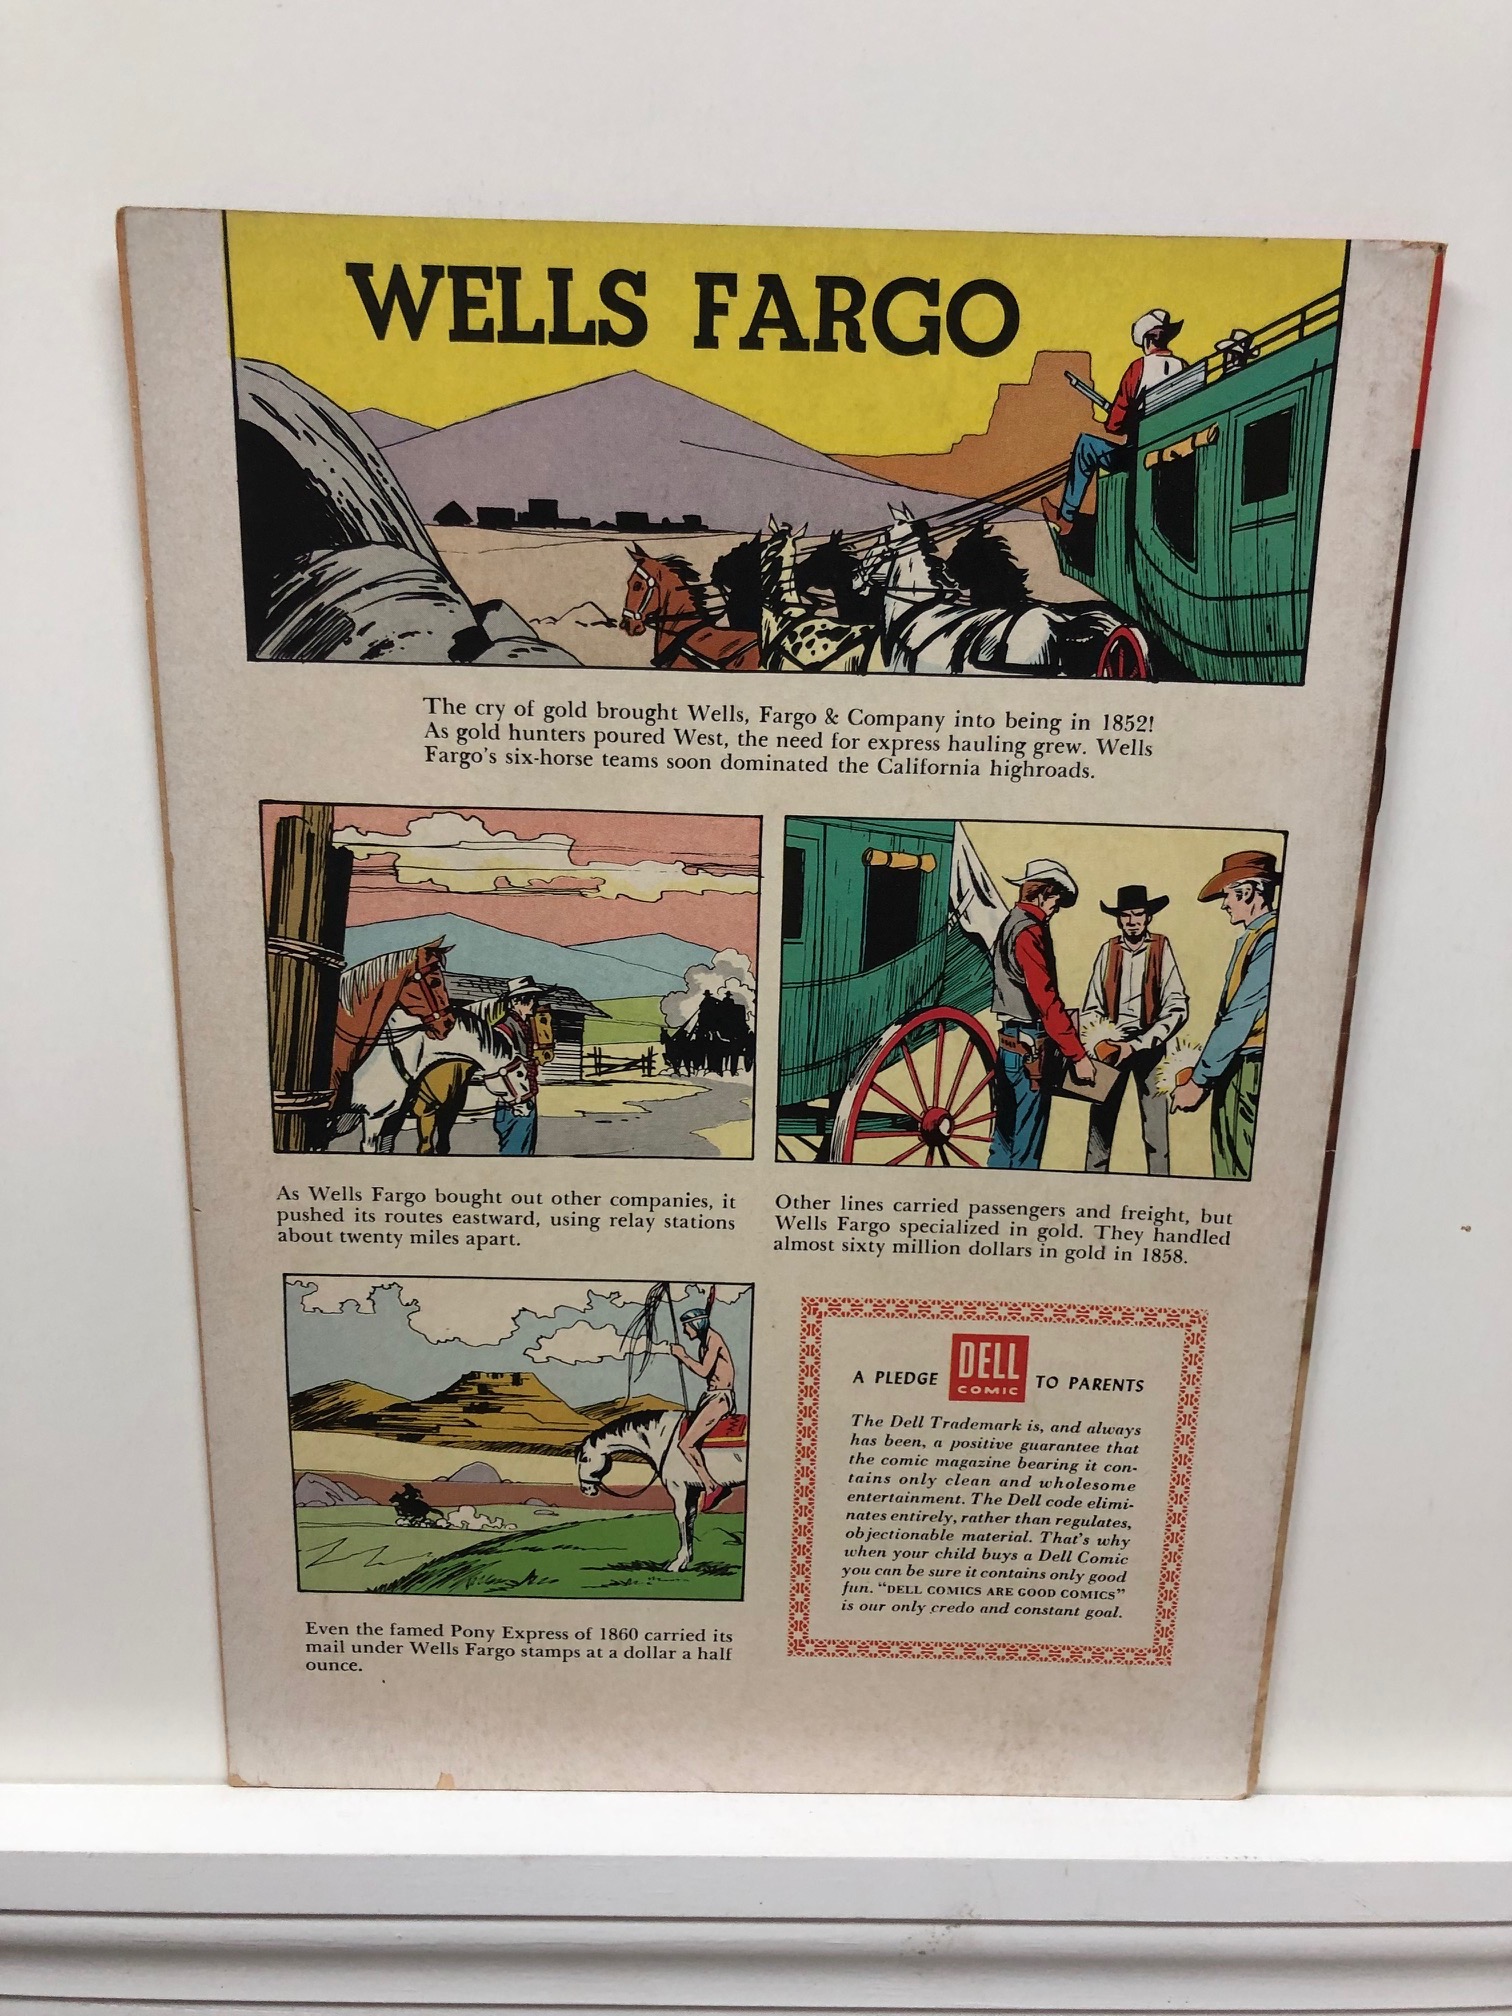 WELLS FARGO
The cry of gold brought Wells, Fargo & Company into being in 1852!
As gold hunters poured West, the need for express hauling grew. Wells
Fargo's six-horse teams soon dominated the California highroads.
As Wells Fargo bought out other companies, it
pushed its routes eastward, using relay stations
about twenty miles apart.
Other lines carried passengers and freight, but
Wells Fargo specialized in gold. They handled
almost sixty million dollars in gold in 1858.
Even the famed Pony Express of 1860 carried its
mail under Wells Fargo stamps at a dollar a half
ounce.
A PLEDGE DELL COMIC TO PARENTS
The Dell Trademark is, and always
has been, a positive guarantee that
the comic magazine bearing it con-
tains only clean and wholesome
entertainment. The Dell code elimi-
nates entirely, rather than regulates,
objectionable material. That's why
when your child buys a Dell Comic
you can be sure it contains only good
fun. "DELL COMICS ARE GOOD COMICS"
is our only credo and constant goal.